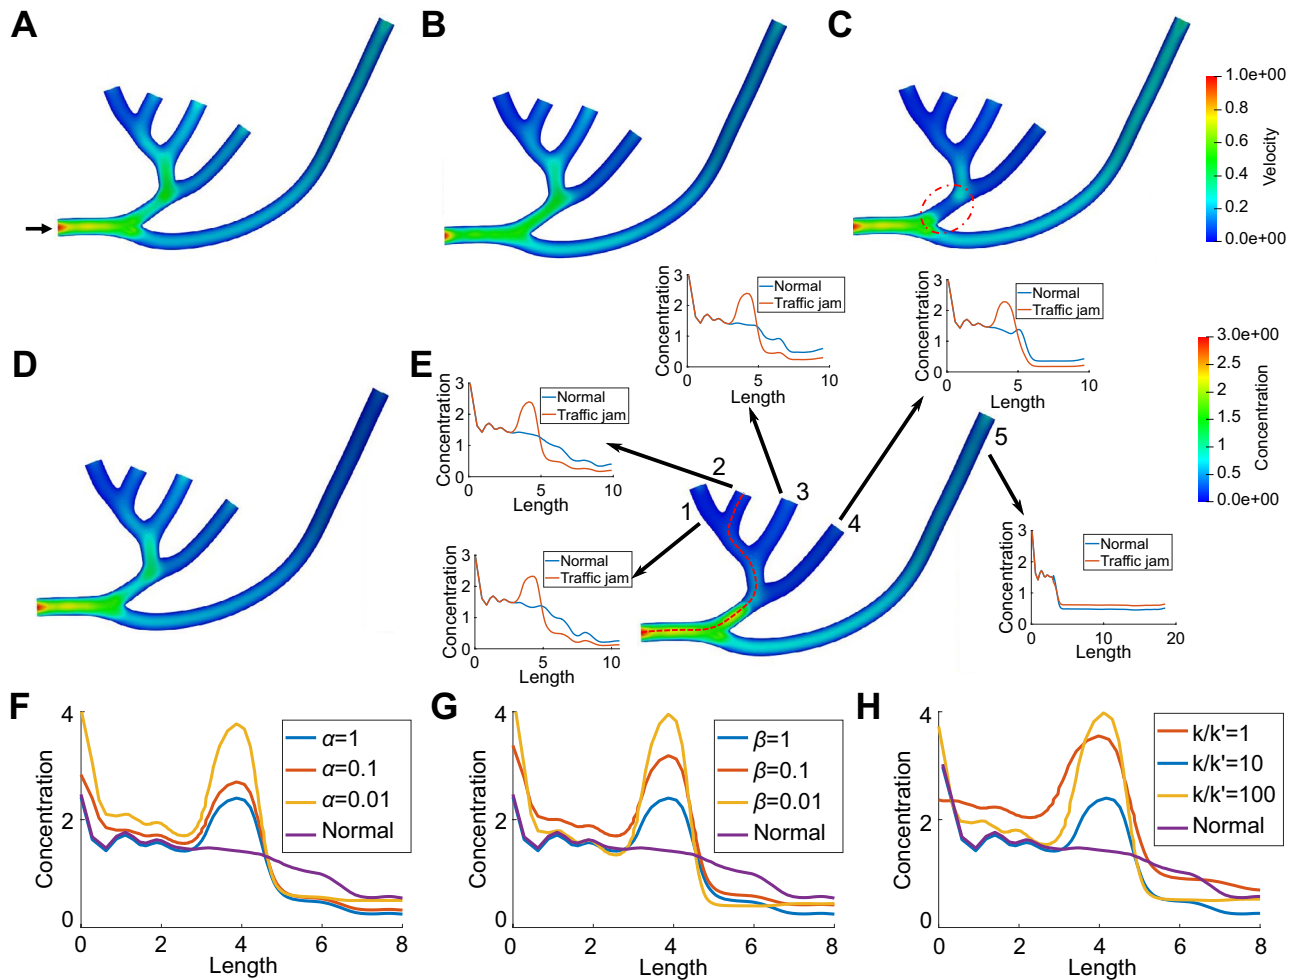 A
B
C
1.0e+00
0.8
0.6
0.4
0.2
0.0e+00
Velocity
D
E
3
2
1
0
Concentration
0
5
10
Length
Normal
Traffic jam
3
2
1
0
Concentration
0
5
10
Length
Normal
Traffic jam
3.0e+00
2.5
2.0
1.5
1.0
0.5
0.0e+00
Concentration
3
2
1
0
Concentration
0
5
10
Length
Normal
Traffic jam
1
2
3
4
5
3
2
1
0
Concentration
0
5
10
Length
Normal
Traffic jam
3
2
1
0
Concentration
0
10
20
Length
Normal
Traffic jam
F
4
2
0
Concentration
0
2
4
6
8
Length
α=1
α=0.1
α=0.01
Normal
G
4
2
0
Concentration
0
2
4
6
8
Length
β=1
β=0.1
β=0.01
Normal
H
4
2
0
Concentration
0
2
4
6
8
Length
k/k'=1
k/k'=10
k/k'=100
Normal